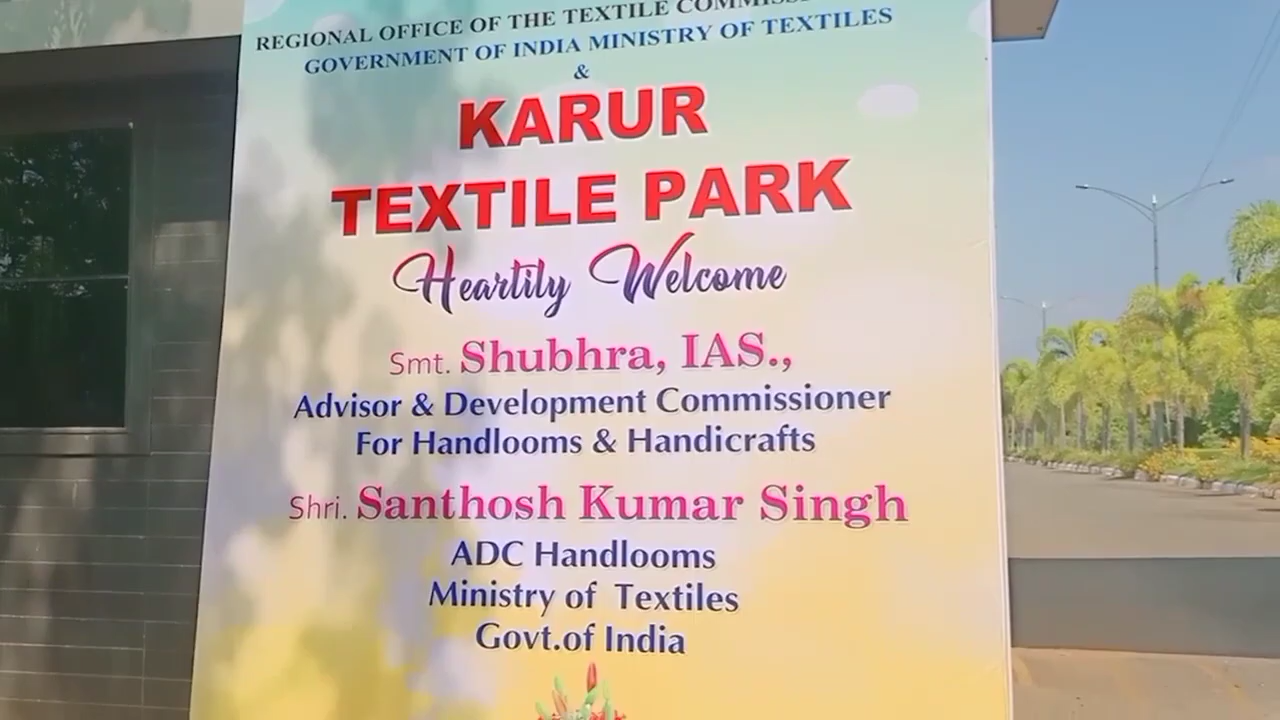 REGIONAL OFFICE OF THE TEXTILE
GOVERNMENT OF INDIA MINISTRY OF TEXTILES
&
KARUR
TEXTILE PARK
Heartily Welcome
Smt. Shubhra, IAS.,
Advisor & Development Commissioner
For Handlooms & Handicrafts
Shri. Santhosh Kumar Singh
ADC Handlooms
Ministry of Textiles
Govt.of India